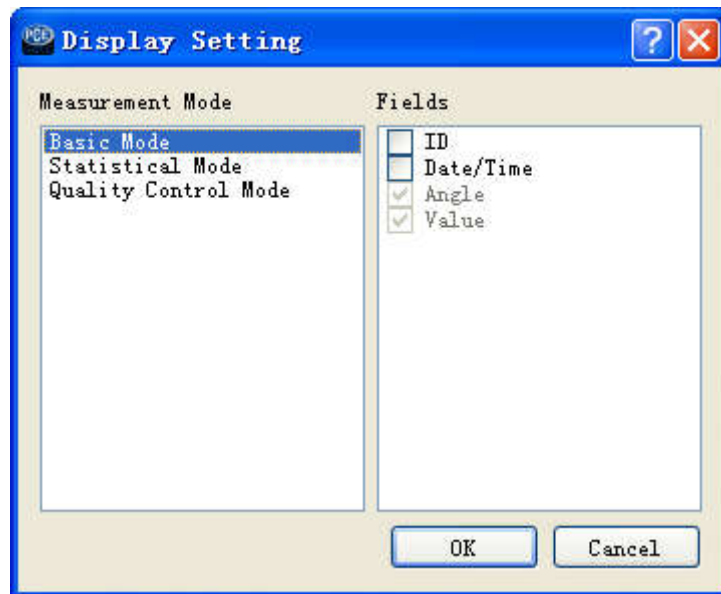 PCE
Display Setting
Measurement Mode
Fields
Basic Mode
Statistical Mode
Quality Control Mode
ID
Date/Time
Angle
Value
OK
Cancel